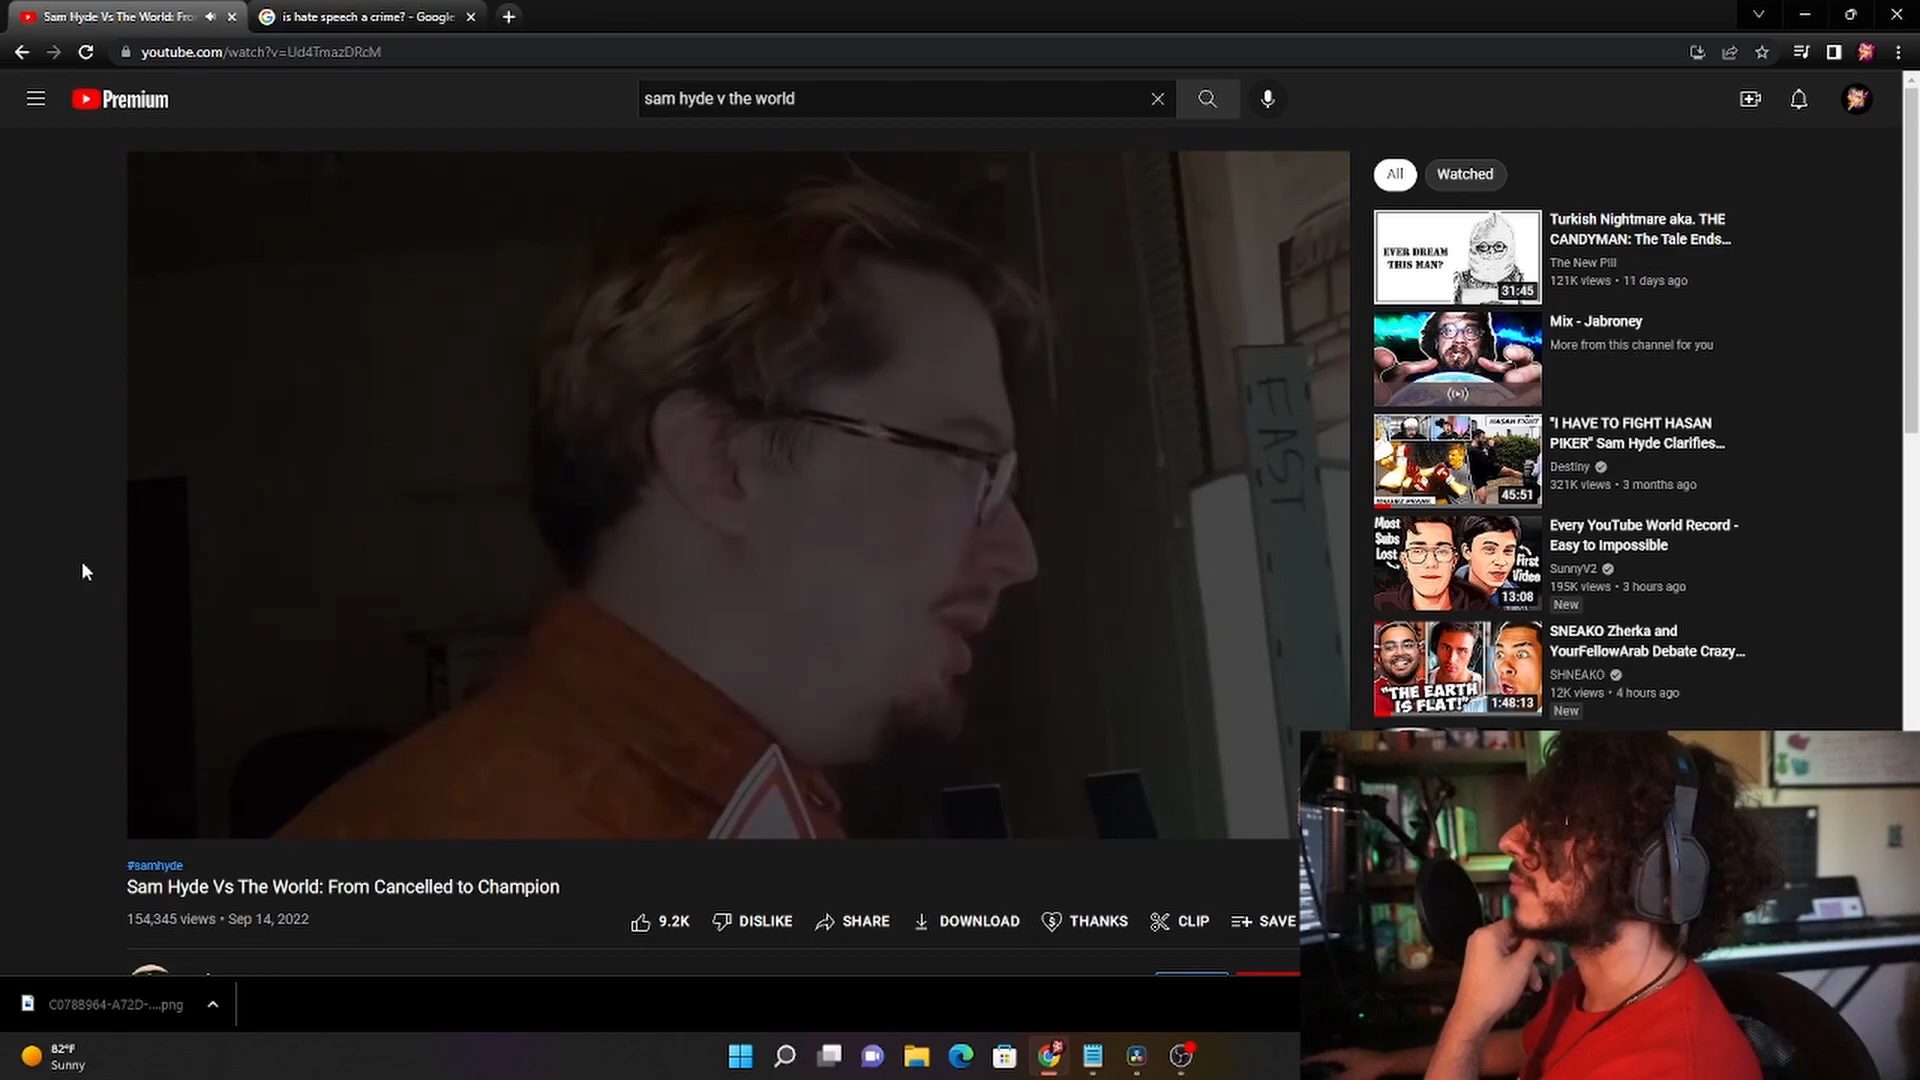 Sam Hyde Vs The World: Fro
is hate speech a crime? - Google
youtube.com/watch?v=Ud4TmazDRcM
Premium
sam hyde v the world
All
Watched
EVER DREAM
THIS MAN?
31:45
Turkish Nightmare aka. THE
CANDYMAN: The Tale Ends...
The New Pill
121K views • 11 days ago
Mix - Jabroney
More from this channel for you
HASAN FIGHT
45:51
"I HAVE TO FIGHT HASAN
PIKER" Sam Hyde Clarifies...
Destiny
321K views • 3 months ago
Most
Subs
Lost
First
Video
13:08
Every YouTube World Record -
Easy to Impossible
SunnyV2
195K views • 3 hours ago
New
"THE EARTH
IS FLAT!"
1:48:13
SNEAKO Zherka and
YourFellowArab Debate Crazy...
SHNEAKO
12K views • 4 hours ago
New
EAST
#samhyde
Sam Hyde Vs The World: From Cancelled to Champion
154,345 views • Sep 14, 2022
9.2K
DISLIKE
SHARE
DOWNLOAD
THANKS
CLIP
SAVE
C0788964-A72D-....png
82°F
Sunny